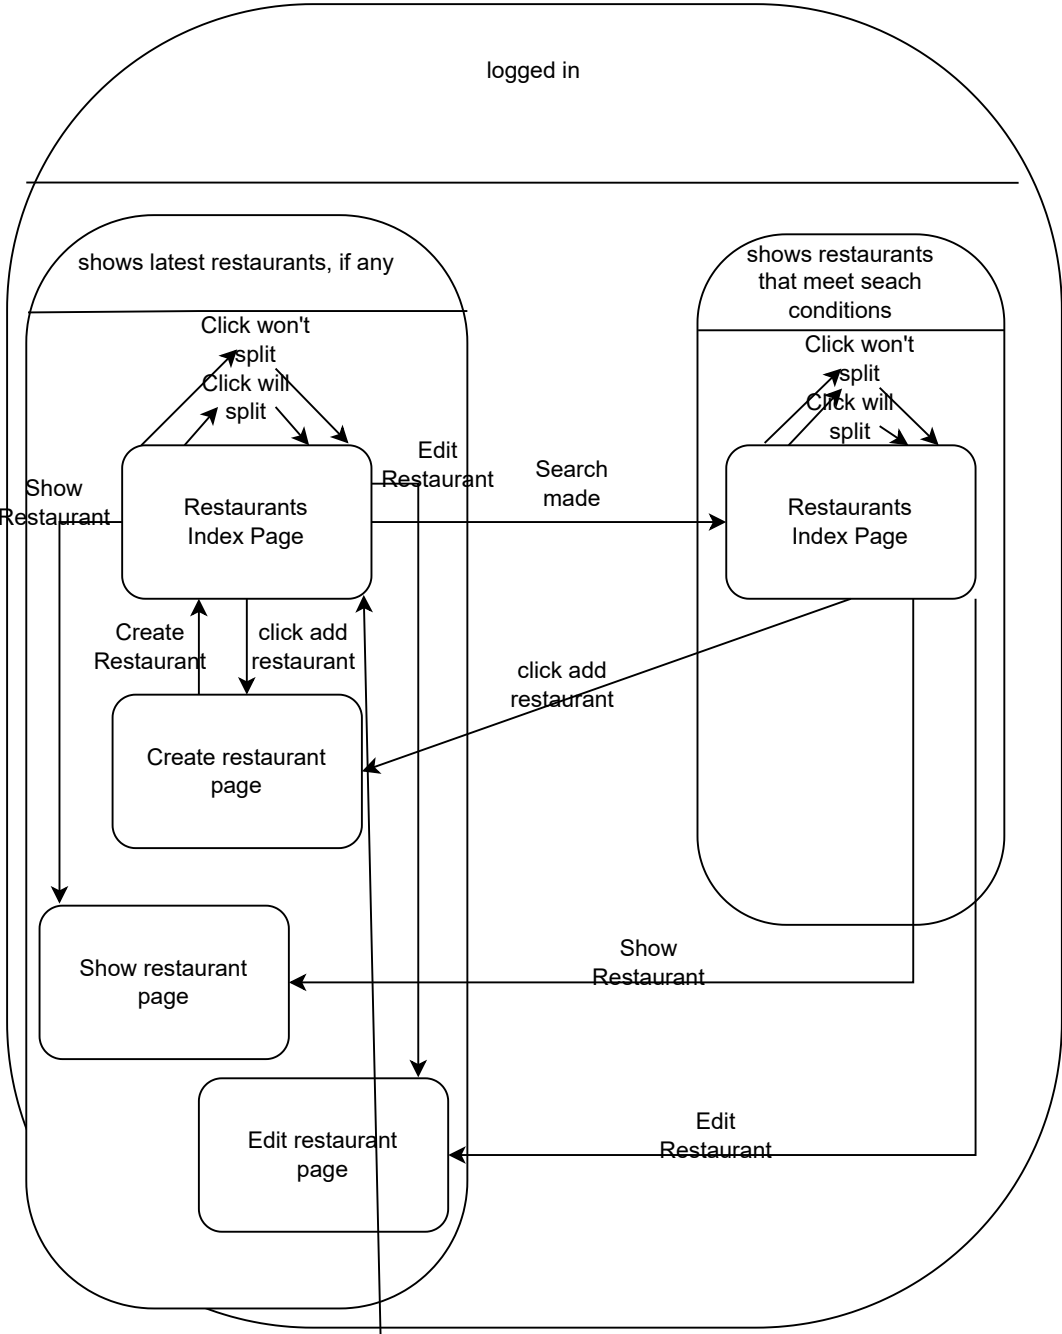 logged in
shows latest restaurants, if any
shows restaurants
that meet seach
conditions
Click won't
split
Click will
split
Click won't
split
Click will
split
Edit
Restaurant
Search
made
Show
Restaurant
Restaurants
Index Page
Restaurants
Index Page
Create
Restaurant
click add
restaurant
click add
restaurant
Create restaurant
page
Show
Restaurant
Show restaurant
page
Edit
Restaurant
Edit restaurant
page